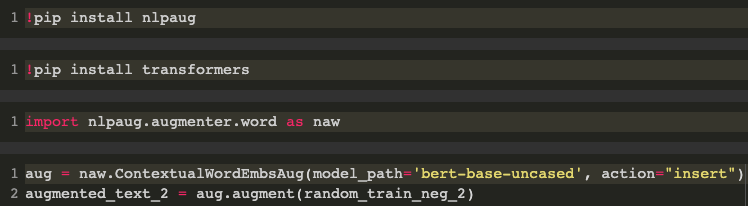 1 !pip install nlpaug
1 !pip install transformers
1 import nlpaug.augmenter.word as naw
1 aug = naw.ContextualWordEmbsAug(model_path='bert-base-uncased', action="insert")
2 augmented_text_2 = aug.augment(random_train_neg_2)